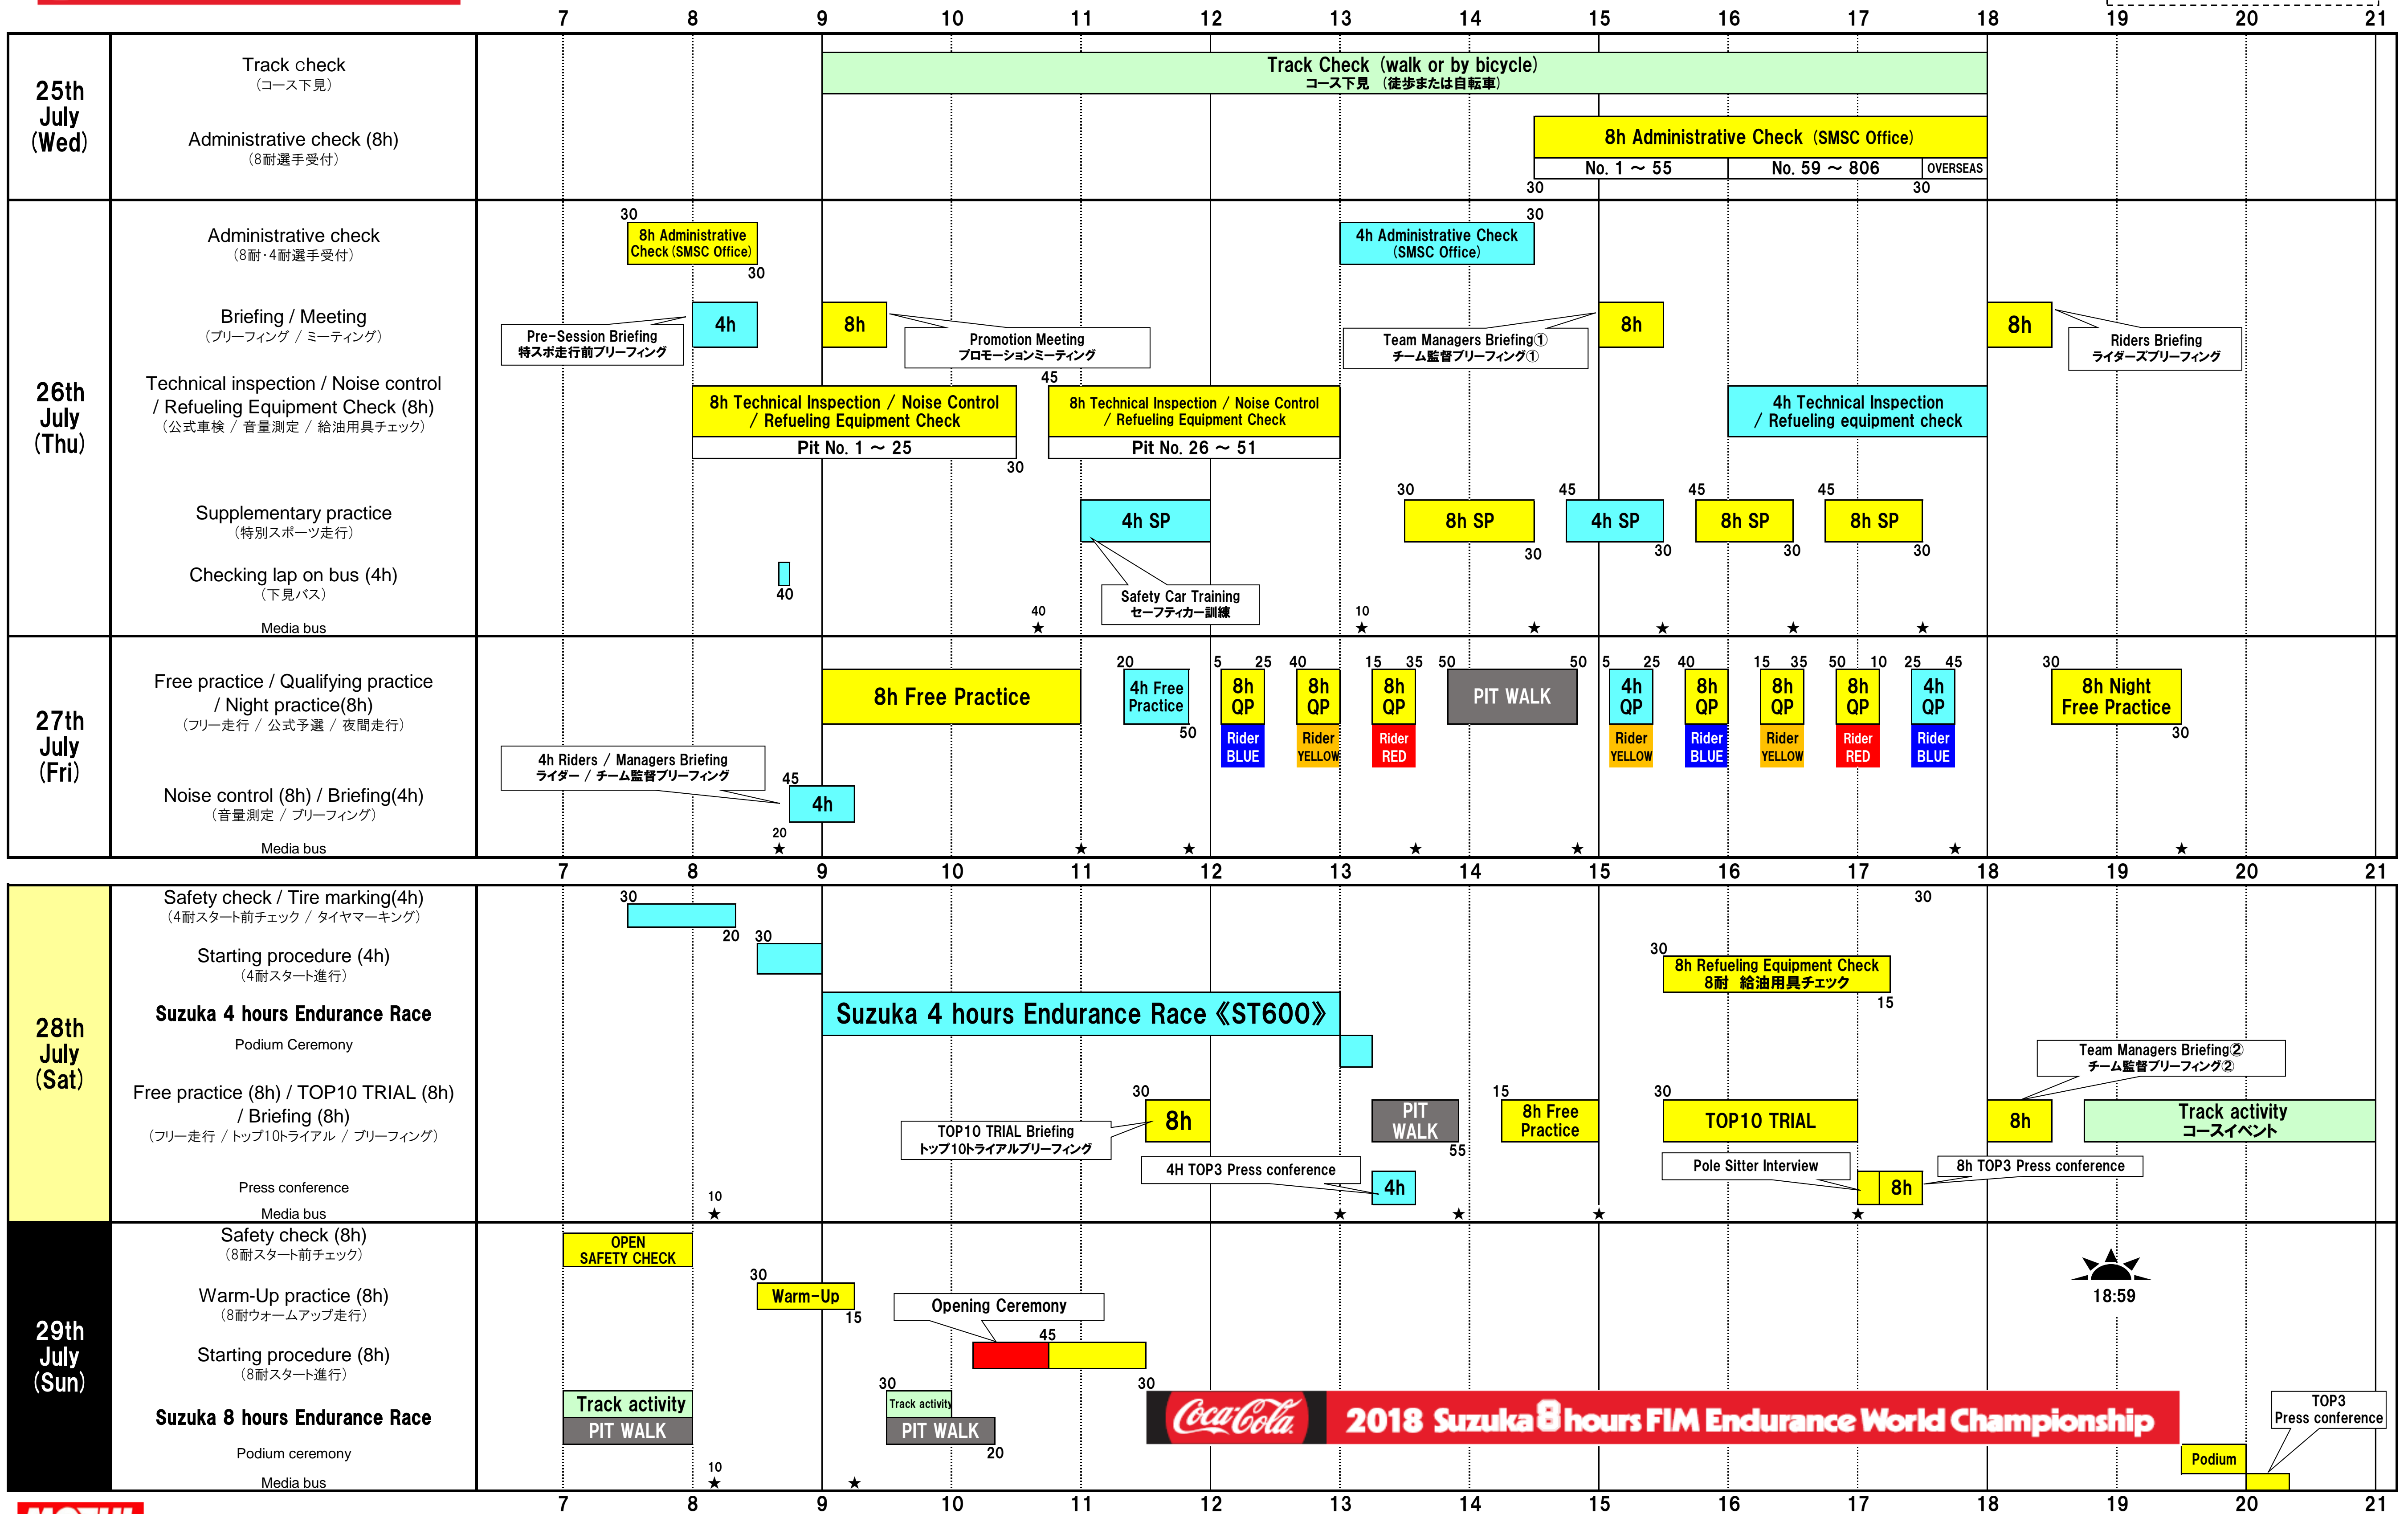 7 8 9 10 11 12 13 14 15 16 17 18 19 20 21
25th
July
(Wed)
Track check
(コース下見)
Track Check (walk or by bicycle)
コース下見 (徒歩または自転車)
Administrative check (8h)
(8耐選手受付)
8h Administrative Check (SMSC Office)
No. 1 ～ 55 No. 59 ～ 806 OVERSEAS
30 30
26th
July
(Thu)
30 30
Administrative check
(8耐・4耐選手受付)
8h Administrative
Check (SMSC Office)
30
4h Administrative Check
(SMSC Office)
Briefing / Meeting
(ブリーフィング / ミーティング)
Pre-Session Briefing
特スポ走行前ブリーフィング
4h
8h
Promotion Meeting
プロモーションミーティング
Team Managers Briefing①
チーム監督ブリーフィング①
8h
8h
Riders Briefing
ライダーズブリーフィング
Technical inspection / Noise control
/ Refueling Equipment Check (8h)
(公式車検 / 音量測定 / 給油用具チェック)
8h Technical Inspection / Noise Control
/ Refueling Equipment Check
Pit No. 1 ～ 25
30
45
8h Technical Inspection / Noise Control
/ Refueling Equipment Check
Pit No. 26 ～ 51
4h Technical Inspection
/ Refueling equipment check
Supplementary practice
(特別スポーツ走行)
30 45 45 45
4h SP 8h SP 4h SP 8h SP 8h SP
30 30 30 30
Checking lap on bus (4h)
(下見バス)
40
Safety Car Training
セーフティカー訓練
Media bus
40 10
★ ★ ★ ★ ★ ★
27th
July
(Fri)
Free practice / Qualifying practice
/ Night practice(8h)
(フリー走行 / 公式予選 / 夜間走行)
20 5 25 40 15 35 50 50 5 25 40 15 35 50 10 25 45 30
8h Free Practice
4h Free
Practice
50
8h
QP
Rider
BLUE
8h
QP
Rider
YELLOW
8h
QP
Rider
RED
PIT WALK
4h
QP
Rider
YELLOW
8h
QP
Rider
BLUE
8h
QP
Rider
YELLOW
8h
QP
Rider
RED
4h
QP
Rider
BLUE
8h Night
Free Practice
30
4h Riders / Managers Briefing
ライダー / チーム監督ブリーフィング
Noise control (8h) / Briefing(4h)
(音量測定 / ブリーフィング)
45
4h
20
Media bus
★ ★ ★ ★ ★ ★ ★
7 8 9 10 11 12 13 14 15 16 17 18 19 20 21
28th
July
(Sat)
Safety check / Tire marking(4h)
(4耐スタート前チェック / タイヤマーキング)
30 30
20 30
Starting procedure (4h)
(4耐スタート進行)
30
8h Refueling Equipment Check
8耐 給油用具チェック
15
Suzuka 4 hours Endurance Race
Suzuka 4 hours Endurance Race《ST600》
Podium Ceremony
Team Managers Briefing②
チーム監督ブリーフィング②
Free practice (8h) / TOP10 TRIAL (8h)
/ Briefing (8h)
(フリー走行 / トップ10トライアル / ブリーフィング)
30 15 30
TOP10 TRIAL Briefing
トップ10トライアルブリーフィング
8h
PIT
WALK
55
8h Free
Practice
TOP10 TRIAL
8h
Track activity
コースイベント
4H TOP3 Press conference
4h
Pole Sitter Interview
8h
8h TOP3 Press conference
Press conference
10
Media bus
★ ★ ★ ★ ★
29th
July
(Sun)
Safety check (8h)
(8耐スタート前チェック)
OPEN
SAFETY CHECK
Warm-Up practice (8h)
(8耐ウォームアップ走行)
30
Warm-Up
15
18:59
Opening Ceremony
Starting procedure (8h)
(8耐スタート進行)
45
30 30
Suzuka 8 hours Endurance Race
Track activity
PIT WALK
Track activity
PIT WALK
20
Coca-Cola 2018 Suzuka 8 hours FIM Endurance World Championship
TOP3
Press conference
Podium ceremony
Podium
10
Media bus
★ ★
7 8 9 10 11 12 13 14 15 16 17 18 19 20 21